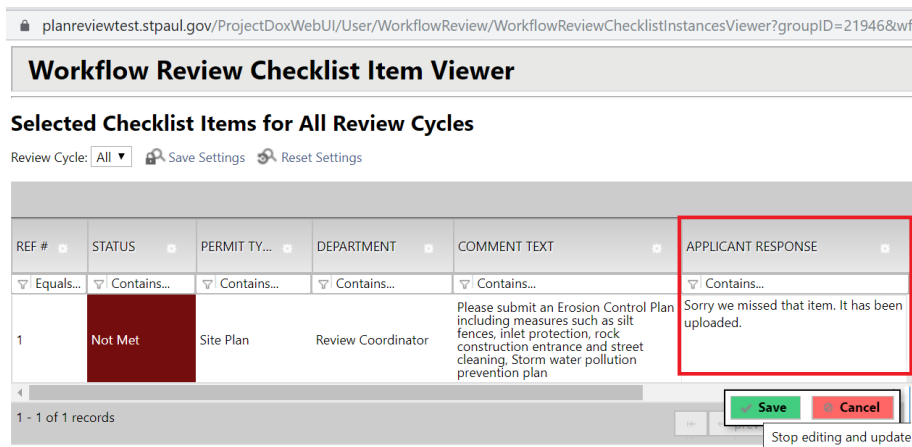 planreviewtest.stpaul.gov/ProjectDoxWebUI/User/WorkflowReview/WorkflowReviewChecklistInstancesViewer?groupID=21946&wf
Workflow Review Checklist Item Viewer
Selected Checklist Items for All Review Cycles
Review Cycle: All Save Settings Reset Settings
REF # STATUS PERMIT TY... DEPARTMENT COMMENT TEXT APPLICANT RESPONSE
Equals... Contains... Contains... Contains... Contains... Contains...
1 Not Met Site Plan Review Coordinator
Please submit an Erosion Control Plan
including measures such as silt
fences, inlet protection, rock
construction entrance and street
cleaning, Storm water pollution
prevention plan
Sorry we missed that item. It has been
uploaded.
1 - 1 of 1 records
Save Cancel
Stop editing and update